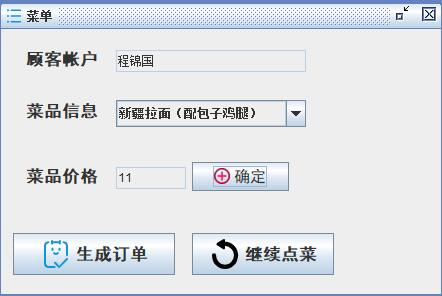 菜单
顾客帐户 程锦国
菜品信息 新疆拉面（配包子鸡腿）
菜品价格 11 确定
生成订单 继续点菜